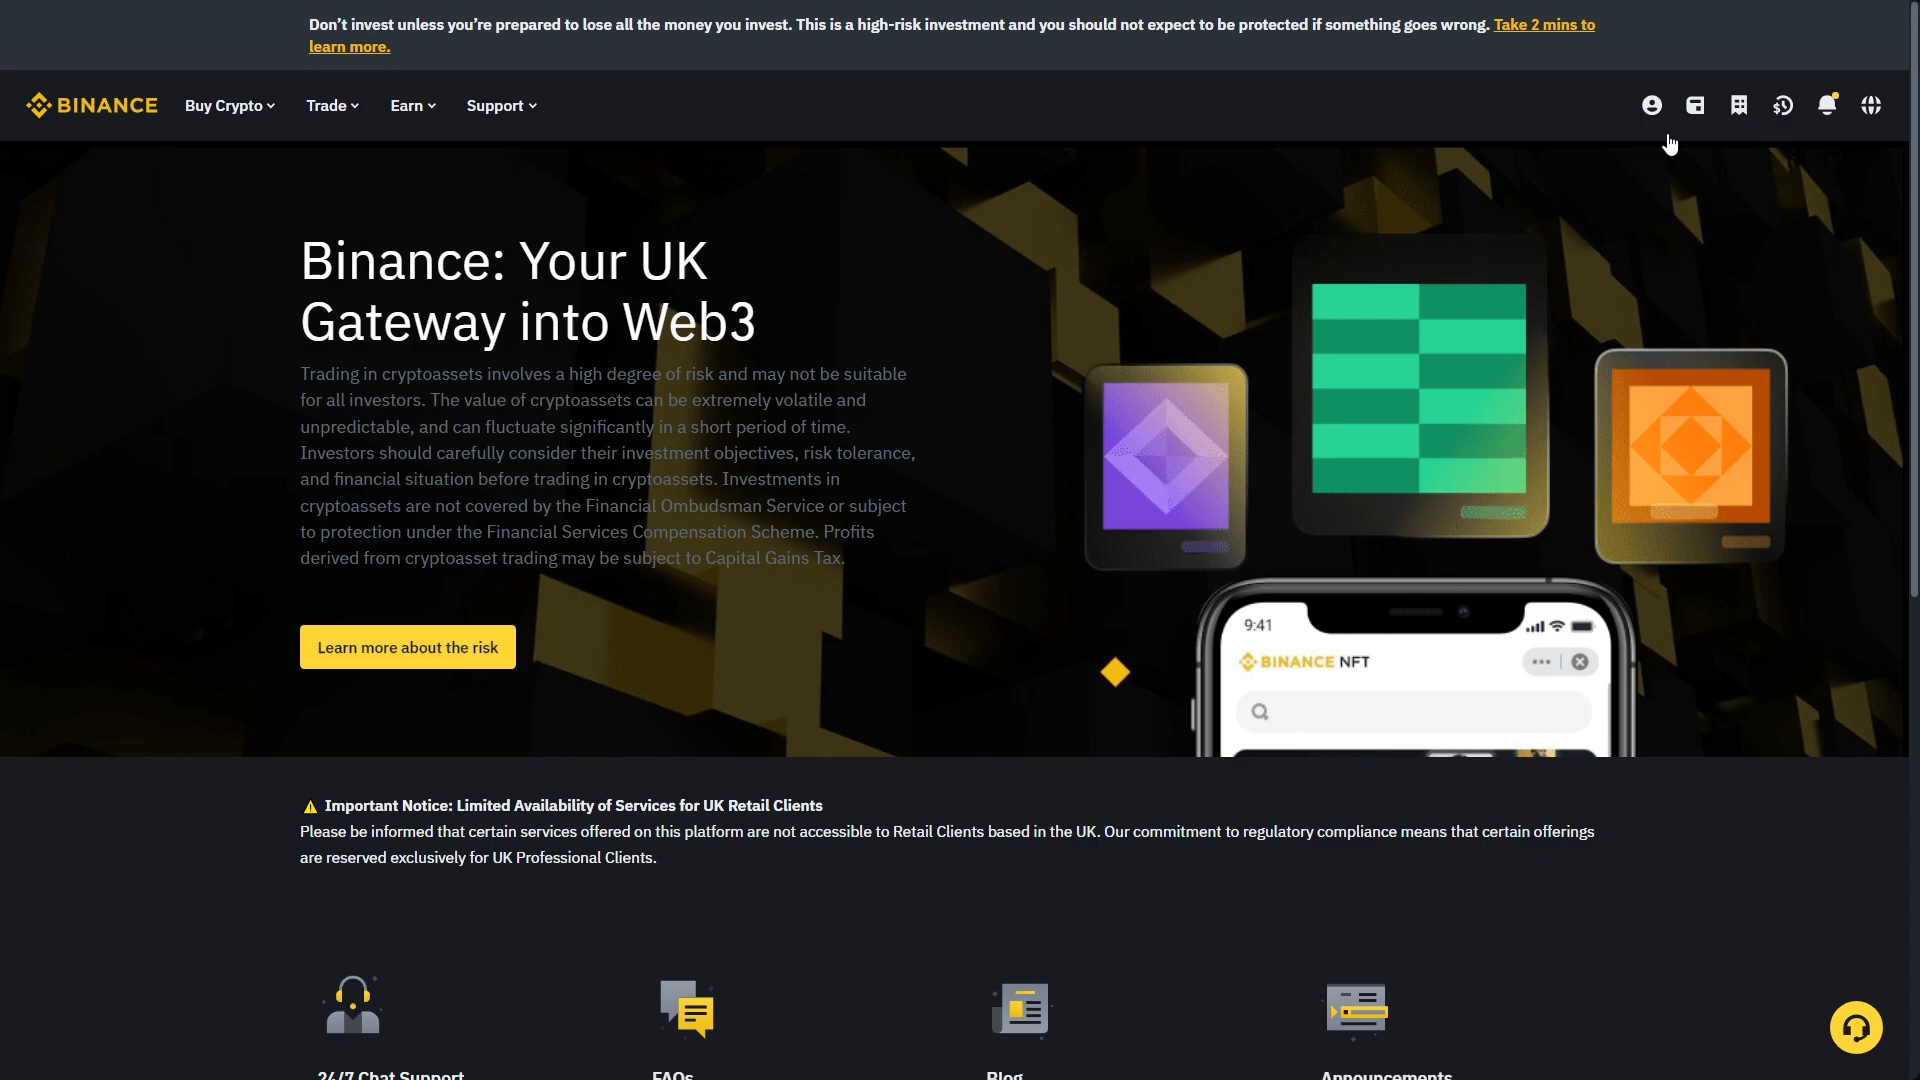 Don’t invest unless you’re prepared to lose all the money you invest. This is a high-risk investment and you should not expect to be protected if something goes wrong. Take 2 mins to
learn more.
BINANCE Buy Crypto Trade Earn Support
Binance: Your UK
Gateway into Web3
Trading in cryptoassets involves a high degree of risk and may not be suitable
for all investors. The value of cryptoassets can be extremely volatile and
unpredictable, and can fluctuate significantly in a short period of time.
Investors should carefully consider their investment objectives, risk tolerance,
and financial situation before trading in cryptoassets. Investments in
cryptoassets are not covered by the Financial Ombudsman Service or subject
to protection under the Financial Services Compensation Scheme. Profits
derived from cryptoasset trading may be subject to Capital Gains Tax.
Learn more about the risk
9:41
BINANCE NFT
Important Notice: Limited Availability of Services for UK Retail Clients
Please be informed that certain services offered on this platform are not accessible to Retail Clients based in the UK. Our commitment to regulatory compliance means that certain offerings
are reserved exclusively for UK Professional Clients.
24/7 Chat Support FAQs Blog Announcements